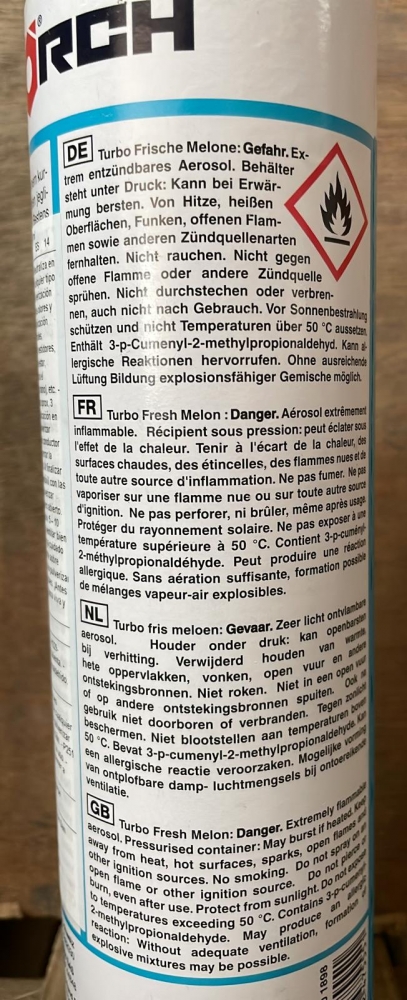 ÖRCH®
DE Turbo Frische Melone: Gefahr. Ex-
trem entzündbares Aerosol. Behälter
steht unter Druck: Kann bei Erwär-
mung bersten. Von Hitze, heißen
Oberflächen, Funken, offenen Flam-
men sowie anderen Zündquellenarten
fernhalten. Nicht rauchen. Nicht gegen
offene Flamme oder andere Zündquelle
sprühen. Nicht durchstechen oder verbren-
nen, auch nicht nach Gebrauch. Vor Sonnenbestrahlung
schützen und nicht Temperaturen über 50 °C aussetzen.
Enthält 3-p-Cumenyl-2-methylpropionaldehyd. Kann al-
lergische Reaktionen hervorrufen. Ohne ausreichende
Lüftung Bildung explosionsfähiger Gemische möglich.
FR Turbo Fresh Melon : Danger. Aérosol extrêmement
inflammable. Récipient sous pression: peut éclater sous
l'effet de la chaleur. Tenir à l'écart de la chaleur, des
surfaces chaudes, des étincelles, des flammes nues et de
toute autre source d'inflammation. Ne pas fumer. Ne pas
vaporiser sur une flamme nue ou sur toute autre source
d'ignition. Ne pas perforer, ni brûler, même après usage.
Protéger du rayonnement solaire. Ne pas exposer à une
température supérieure à 50 °C. Contient 3-p-cuményl-
2-méthylpropionaldéhyde. Peut produire une réaction
allergique. Sans aération suffisante, formation possible
de mélanges vapeur-air explosibles.
NL Turbo fris meloen: Gevaar. Zeer licht ontvlambare
aerosol. Houder onder druk: kan openbarsten
bij verhitting. Verwijderd houden van warmte,
hete oppervlakken, vonken, open vuur en andere
ontstekingsbronnen. Niet roken. Niet in een open vuur
of op andere ontstekingsbronnen spuiten. Ook na
gebruik niet doorboren of verbranden. Tegen zonlicht
beschermen. Niet blootstellen aan temperaturen boven
50 °C. Bevat 3-p-cumenyl-2-methylpropionaldehyde. Kan
een allergische reactie veroorzaken. Mogelijke vorming
van ontplofbare damp- luchtmengsels bij ontoereikende
ventilatie.
GB Turbo Fresh Melon: Danger. Extremely flammable
aerosol. Pressurised container: May burst if heated. Keep
away from heat, hot surfaces, sparks, open flames and
other ignition sources. No smoking. Do not spray on an
open flame or other ignition source. Do not pierce or
burn, even after use. Protect from sunlight. Do not expose
to temperatures exceeding 50 °C. Contains 3-p-cumenyl-
2-methylpropionaldehyde. May produce an allergic
reaction. Without adequate ventilation, formation of
explosive mixtures may be possible.
1898